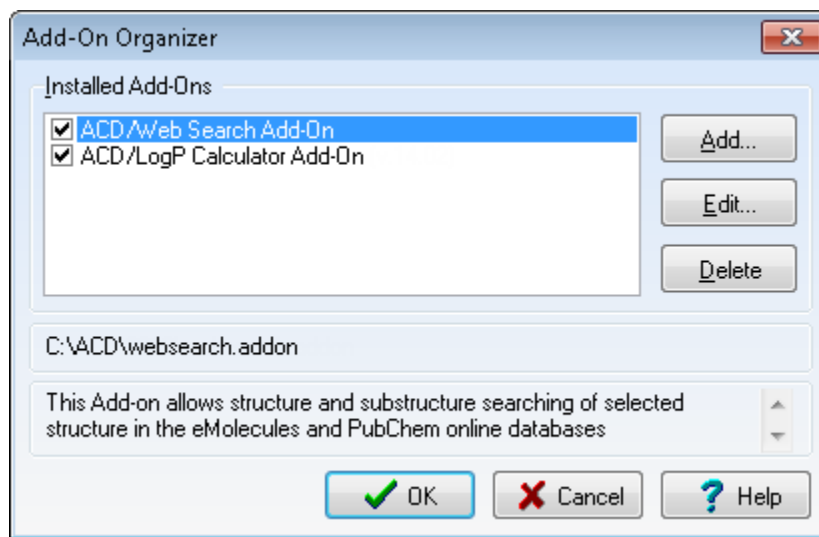 Add-On Organizer
Installed Add-Ons
ACD/Web Search Add-On
ACD/LogP Calculator Add-On
Add...
Edit...
Delete
C:\ACD\websearch.addon
This Add-on allows structure and substructure searching of selected
structure in the eMolecules and PubChem online databases
OK
Cancel
Help